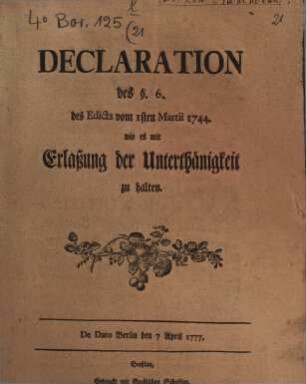 4° Bor. 125
(21
21
DECLARATION
des §. 6.
des Edicts vom 1sten Martii 1744.
wie es mit
Erlaßung der Unterthänigkeit
zu halten.
De Dato Berlin den 7 April 1777.
Breslau,